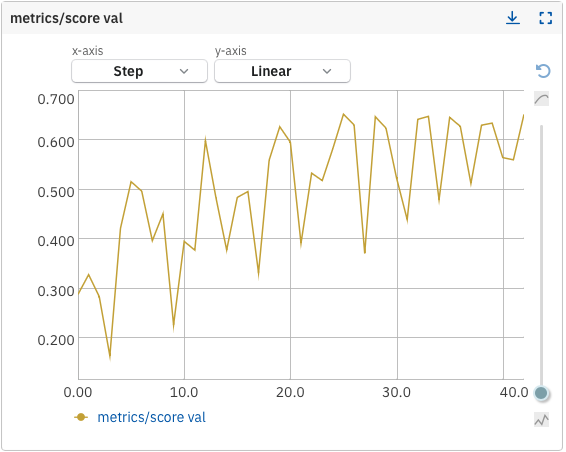 metrics/score val
x-axis
y-axis
Step
Linear
0.700
0.600
0.500
0.400
0.300
0.200
0.00
10.0
20.0
30.0
40.0
metrics/score val